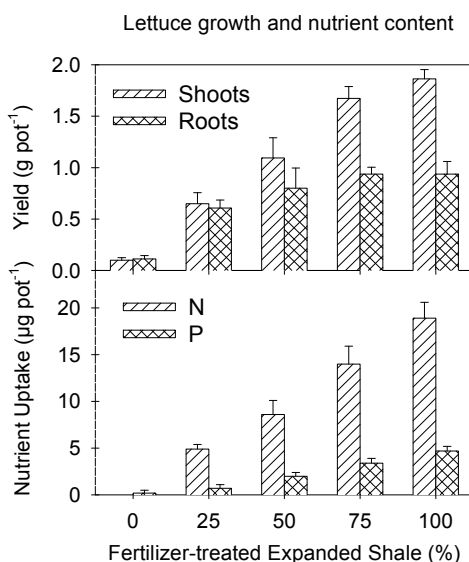 Lettuce growth and nutrient content
Yield (g pot⁻¹)
2.0
1.5
1.0
0.5
0.0
Shoots
Roots
Nutrient Uptake (µg pot⁻¹)
20
15
10
5
0
N
P
0 25 50 75 100
Fertilizer-treated Expanded Shale (%)